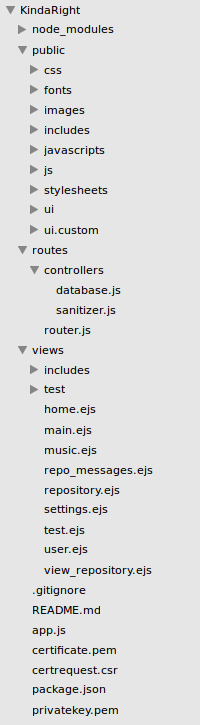 KindaRight
node_modules
public
css
fonts
images
includes
javascripts
js
stylesheets
ui
ui.custom
routes
controllers
database.js
sanitizer.js
router.js
views
includes
test
home.ejs
main.ejs
music.ejs
repo_messages.ejs
repository.ejs
settings.ejs
test.ejs
user.ejs
view_repository.ejs
.gitignore
README.md
app.js
certificate.pem
certrequest.csr
package.json
privatekey.pem